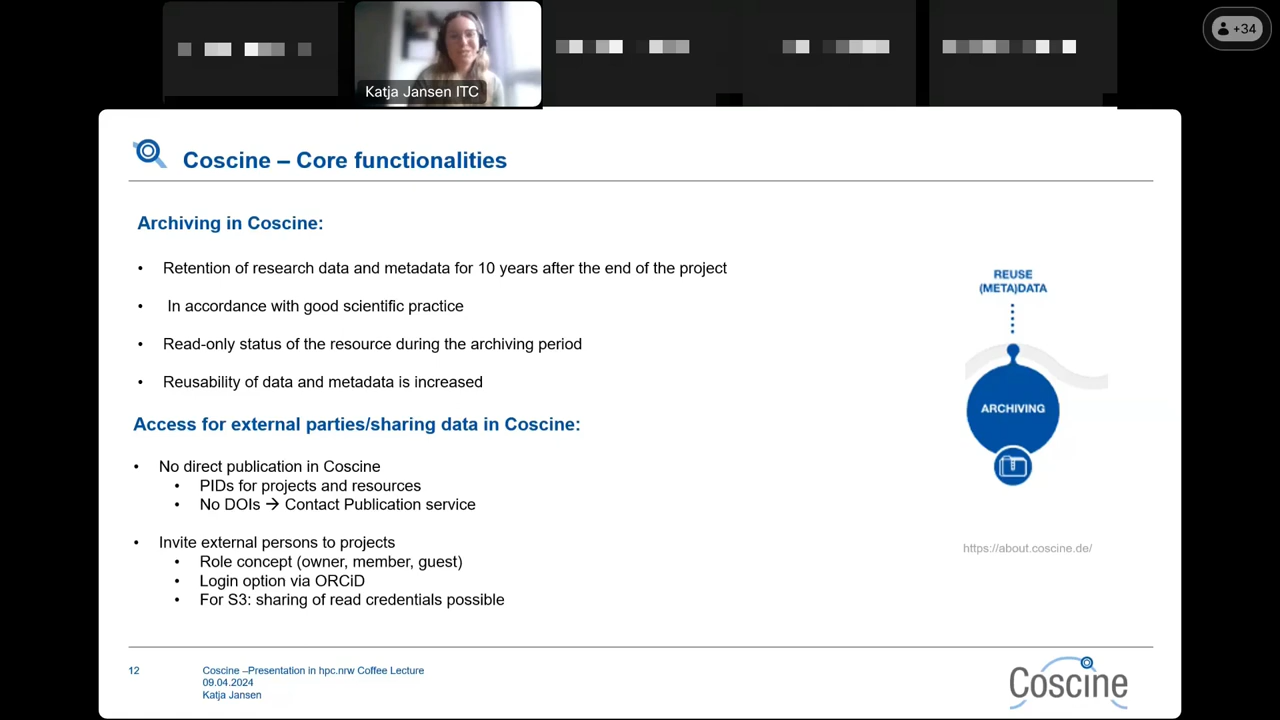 +34
Katja Jansen ITC
Coscine – Core functionalities
Archiving in Coscine:
• Retention of research data and metadata for 10 years after the end of the project
• In accordance with good scientific practice
• Read-only status of the resource during the archiving period
• Reusability of data and metadata is increased
REUSE
(META)DATA
ARCHIVING
https://about.coscine.de/
Access for external parties/sharing data in Coscine:
• No direct publication in Coscine
• PIDs for projects and resources
• No DOIs → Contact Publication service
• Invite external persons to projects
• Role concept (owner, member, guest)
• Login option via ORCiD
• For S3: sharing of read credentials possible
12
Coscine –Presentation in hpc.nrw Coffee Lecture
09.04.2024
Katja Jansen
Coscine